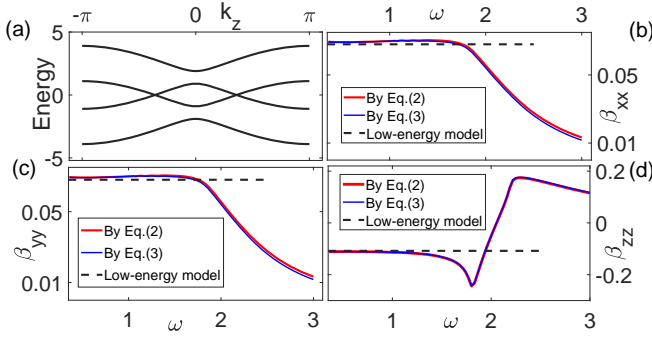 (a)
-π 0 k_z π
Energy
5
0
-5
(b)
1 ω 2 3
By Eq.(2)
By Eq.(3)
Low-energy model
0.05
0.01
β_xx
(c)
β_yy
0.05
0.01
By Eq.(2)
By Eq.(3)
Low-energy model
1 ω 2 3
(d)
By Eq.(2)
By Eq.(3)
Low-energy model
0.2
0
-0.2
β_zz
1 ω 2 3